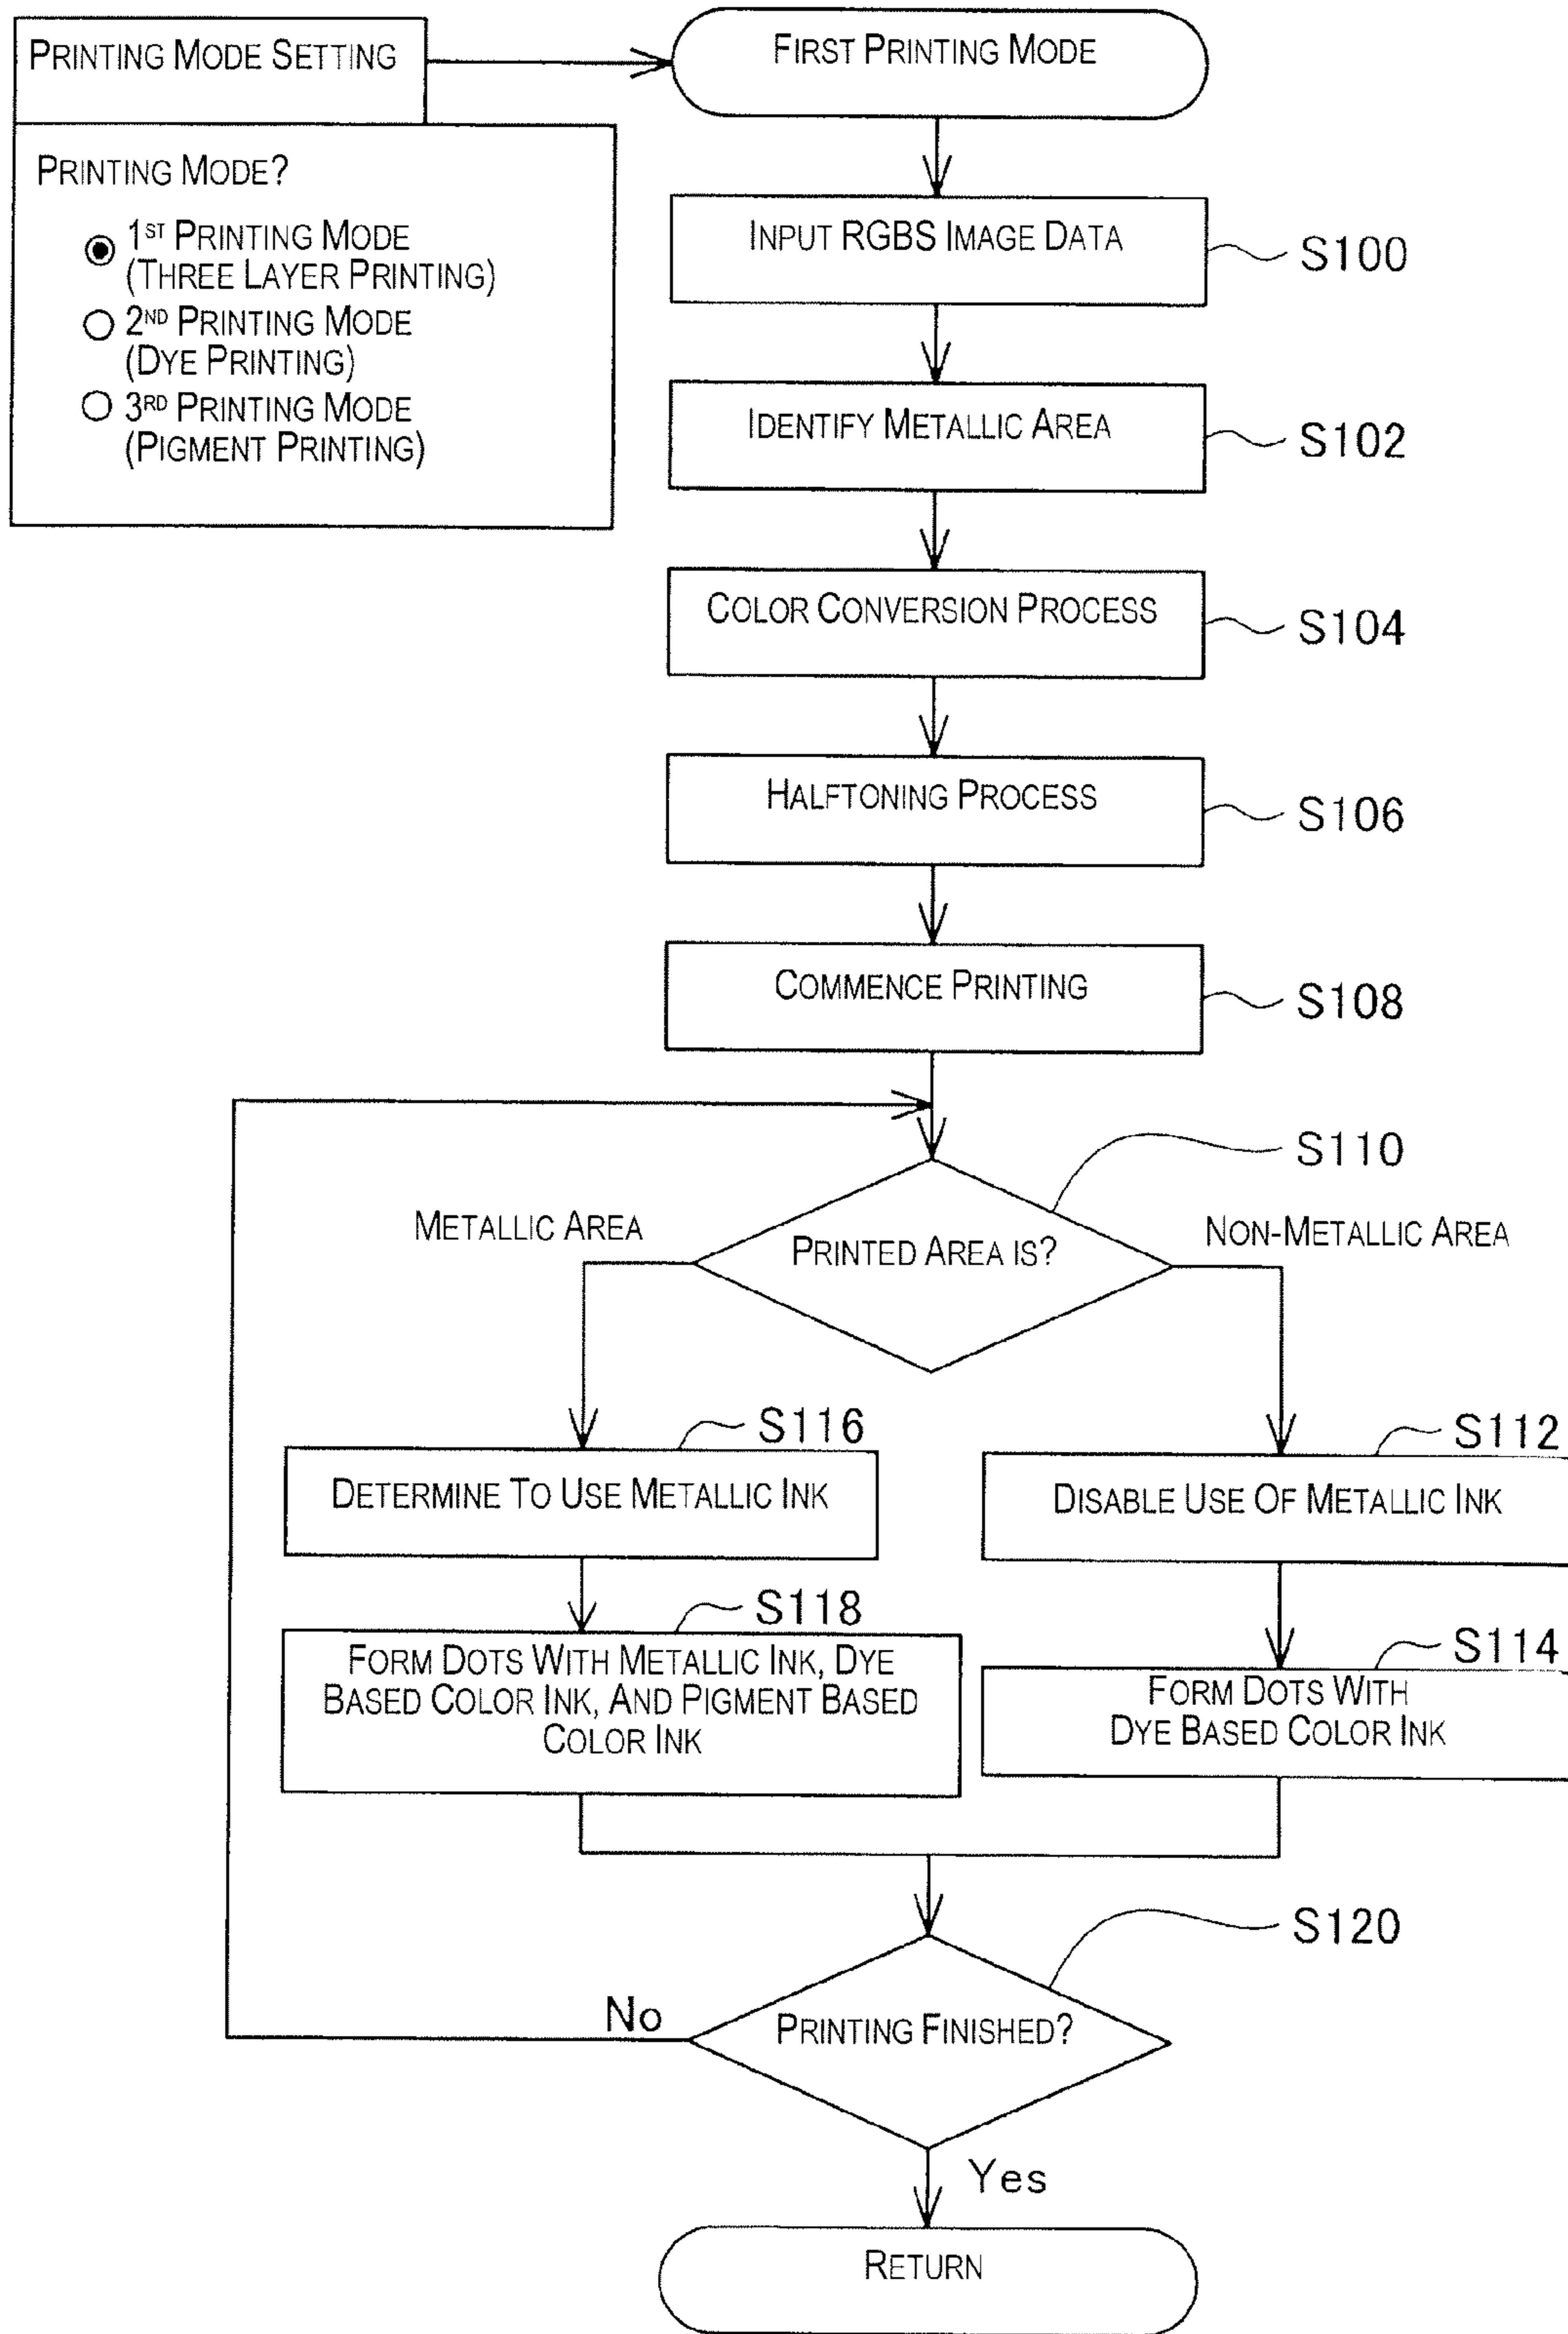 PRINTING MODE SETTING
FIRST PRINTING MODE
PRINTING MODE?
1ST PRINTING MODE
(THREE LAYER PRINTING)
2ND PRINTING MODE
(DYE PRINTING)
3RD PRINTING MODE
(PIGMENT PRINTING)
INPUT RGBS IMAGE DATA
S100
IDENTIFY METALLIC AREA
S102
COLOR CONVERSION PROCESS
S104
HALFTONING PROCESS
S106
COMMENCE PRINTING
S108
S110
METALLIC AREA
PRINTED AREA IS?
NON-METALLIC AREA
S116
DETERMINE TO USE METALLIC INK
S112
DISABLE USE OF METALLIC INK
S118
FORM DOTS WITH METALLIC INK, DYE
BASED COLOR INK, AND PIGMENT BASED
COLOR INK
S114
FORM DOTS WITH
DYE BASED COLOR INK
S120
No
PRINTING FINISHED?
Yes
RETURN